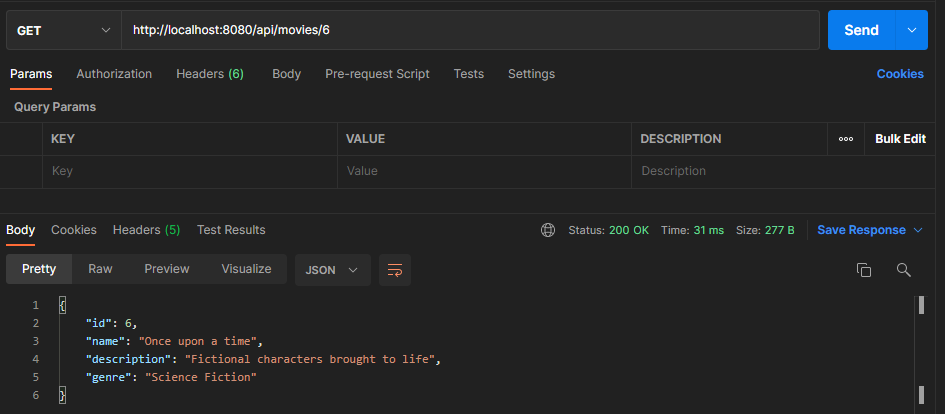 GET http://localhost:8080/api/movies/6 Send
Params Authorization Headers (6) Body Pre-request Script Tests Settings Cookies
Query Params
KEY VALUE DESCRIPTION ooo Bulk Edit
Key Value Description
Body Cookies Headers (5) Test Results Status: 200 OK Time: 31 ms Size: 277 B Save Response
Pretty Raw Preview Visualize JSON
1 {
2 "id": 6,
3 "name": "Once upon a time",
4 "description": "Fictional characters brought to life",
5 "genre": "Science Fiction"
6 }